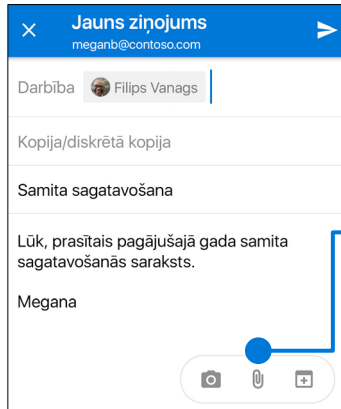 Jauns ziņojums
meganb@contoso.com
Darbība Filips Vanags
Kopija/diskrētā kopija
Samita sagatavošana
Lūk, prasītais pagājušajā gada samita
sagatavošanās saraksts.
Megana